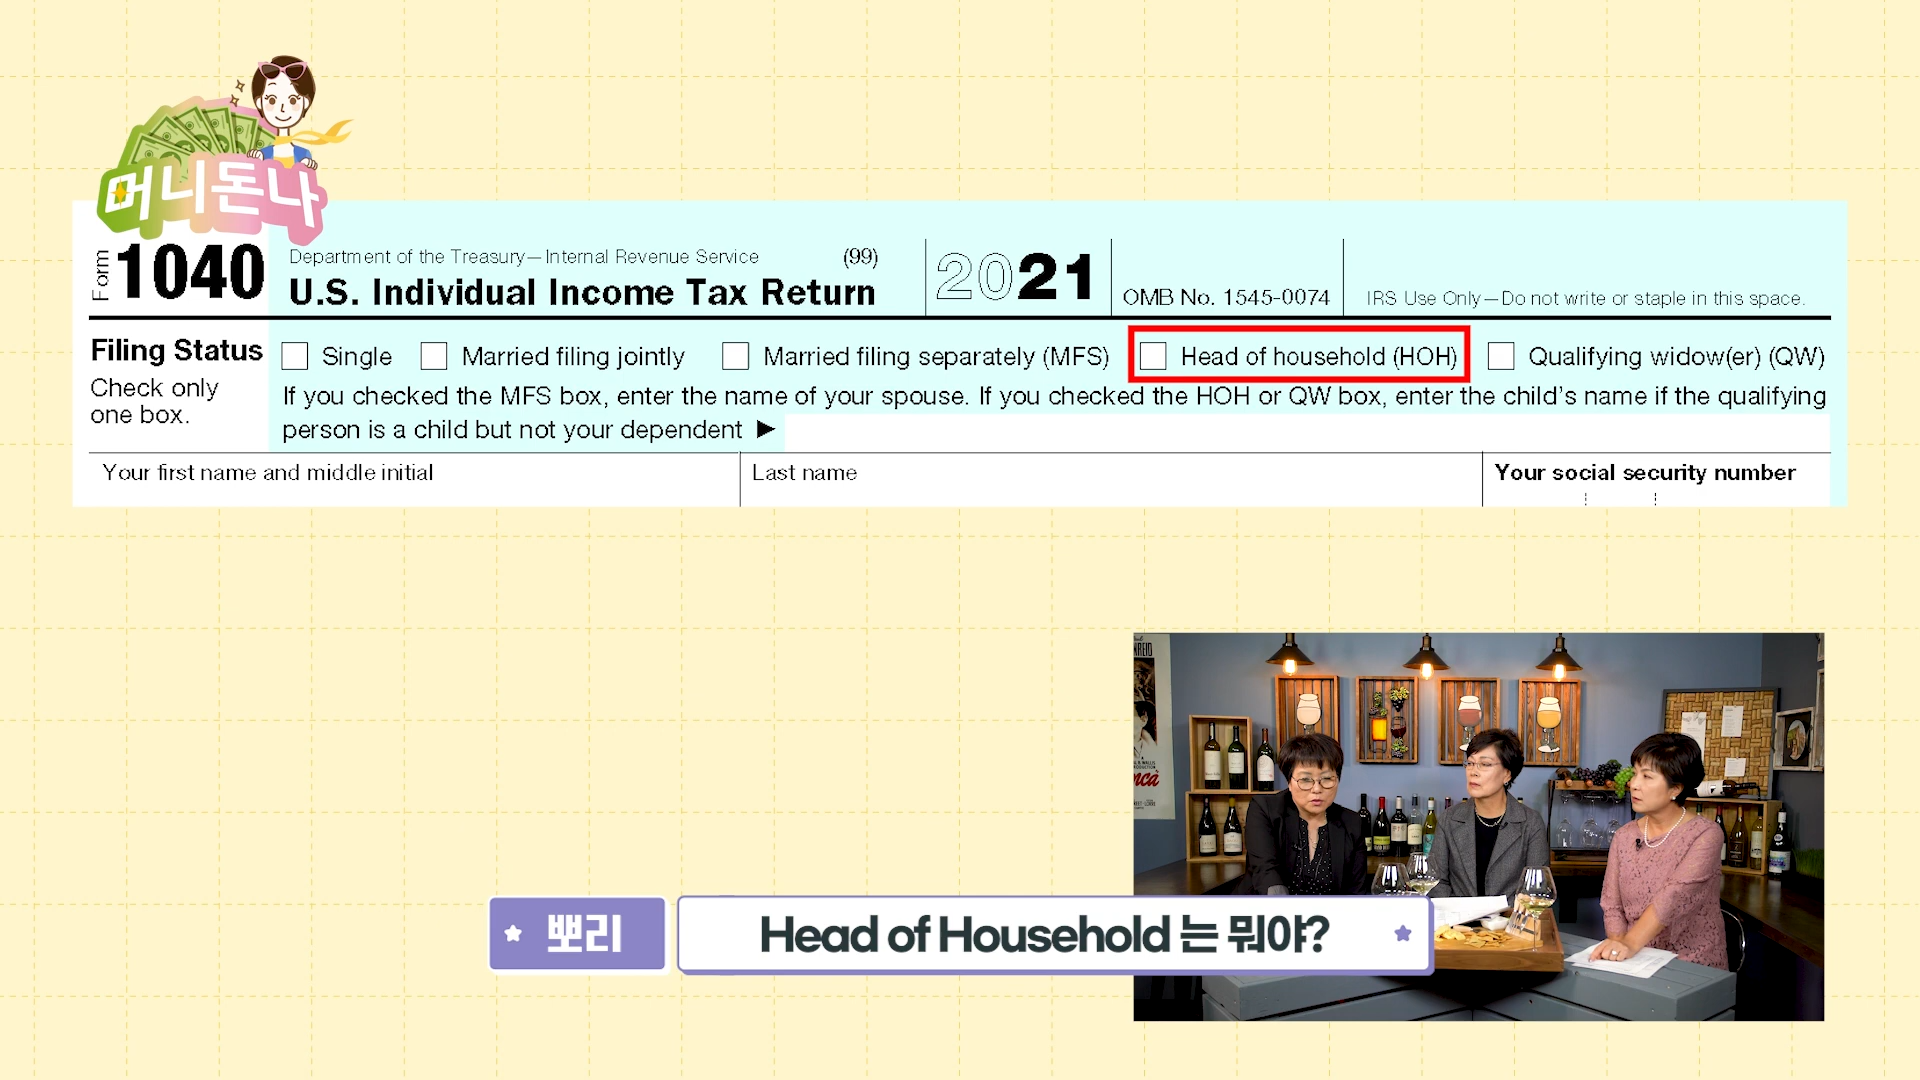 머니돈나
Form 1040
Department of the Treasury—Internal Revenue Service (99)
U.S. Individual Income Tax Return
2021
OMB No. 1545-0074
IRS Use Only—Do not write or staple in this space.
Filing Status
Check only
one box.
Single
Married filing jointly
Married filing separately (MFS)
Head of household (HOH)
Qualifying widow(er) (QW)
If you checked the MFS box, enter the name of your spouse. If you checked the HOH or QW box, enter the child's name if the qualifying
person is a child but not your dependent ▶
Your first name and middle initial
Last name
Your social security number
뽀리
Head of Household 는 뭐야?